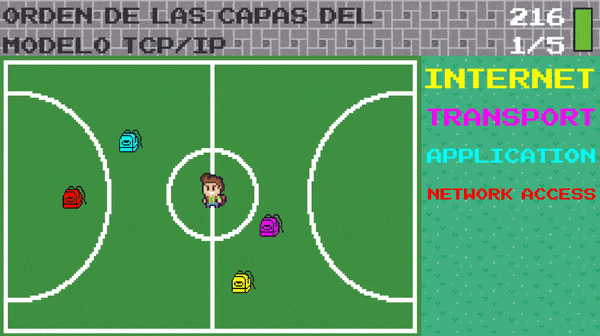 ORDEN DE LAS CAPAS DEL
MODELO TCP/IP
216
1/5
INTERNET
TRANSPORT
APPLICATION
NETWORK ACCESS